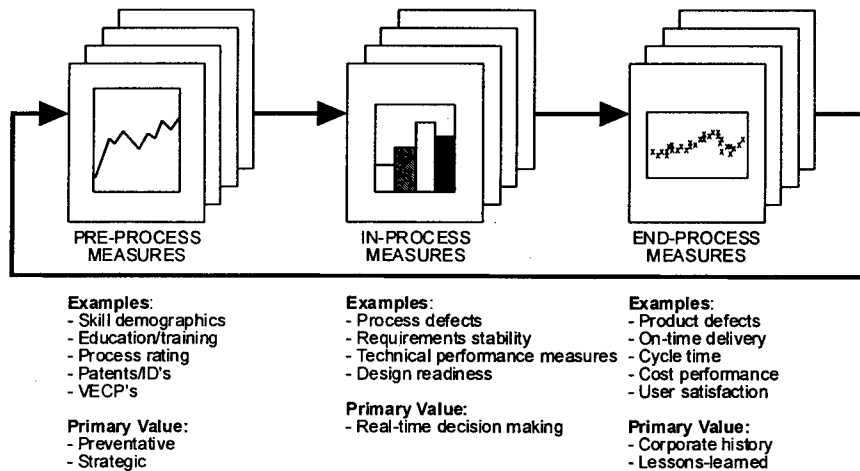 PRE-PROCESS
MEASURES
IN-PROCESS
MEASURES
END-PROCESS
MEASURES
Examples:
- Skill demographics
- Education/training
- Process rating
- Patents/ID's
- VECP's
Primary Value:
- Preventative
- Strategic
Examples:
- Process defects
- Requirements stability
- Technical performance measures
- Design readiness
Primary Value:
- Real-time decision making
Examples:
- Product defects
- On-time delivery
- Cycle time
- Cost performance
- User satisfaction
Primary Value:
- Corporate history
- Lessons-learned